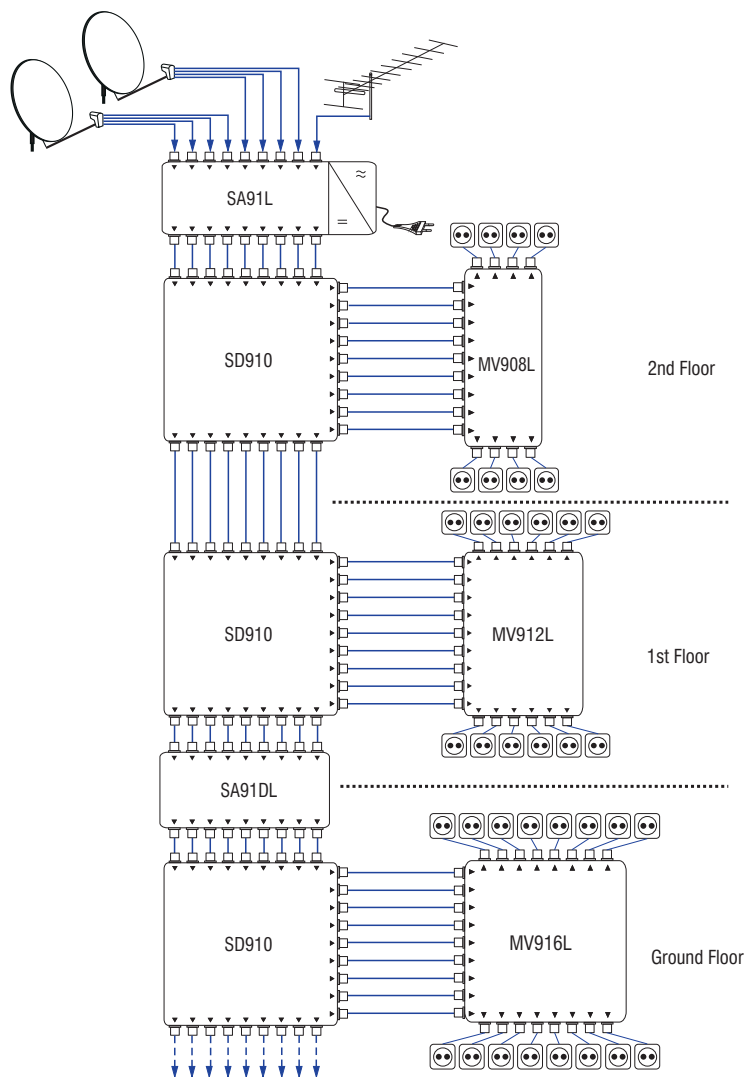 SA91L
SD910
MV908L
2nd Floor
SD910
MV912L
1st Floor
SA91DL
SD910
MV916L
Ground Floor